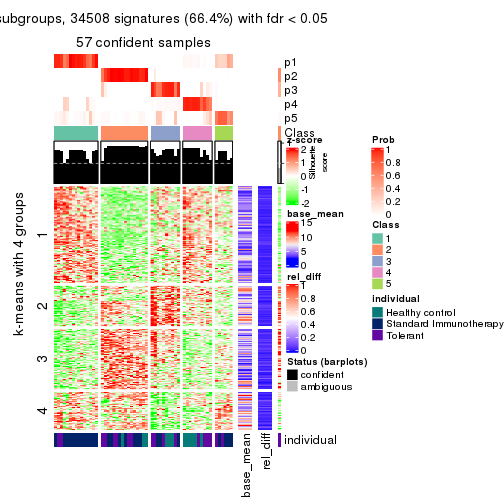 subgroups, 34508 signatures (66.4%) with fdr < 0.05
57 confident samples
p1
p2
p3
p4
p5
Class
Silhouette
score
k-means with 4 groups
1
2
3
4
base_mean
rel_diff
individual
z-score
2
1
0
-1
-2
base_mean
15
10
5
0
rel_diff
1
0.8
0.6
0.4
0.2
0
Status (barplots)
confident
ambiguous
Prob
1
0.8
0.6
0.4
0.2
0
Class
1
2
3
4
5
individual
Healthy control
Standard Immunotherapy
Tolerant